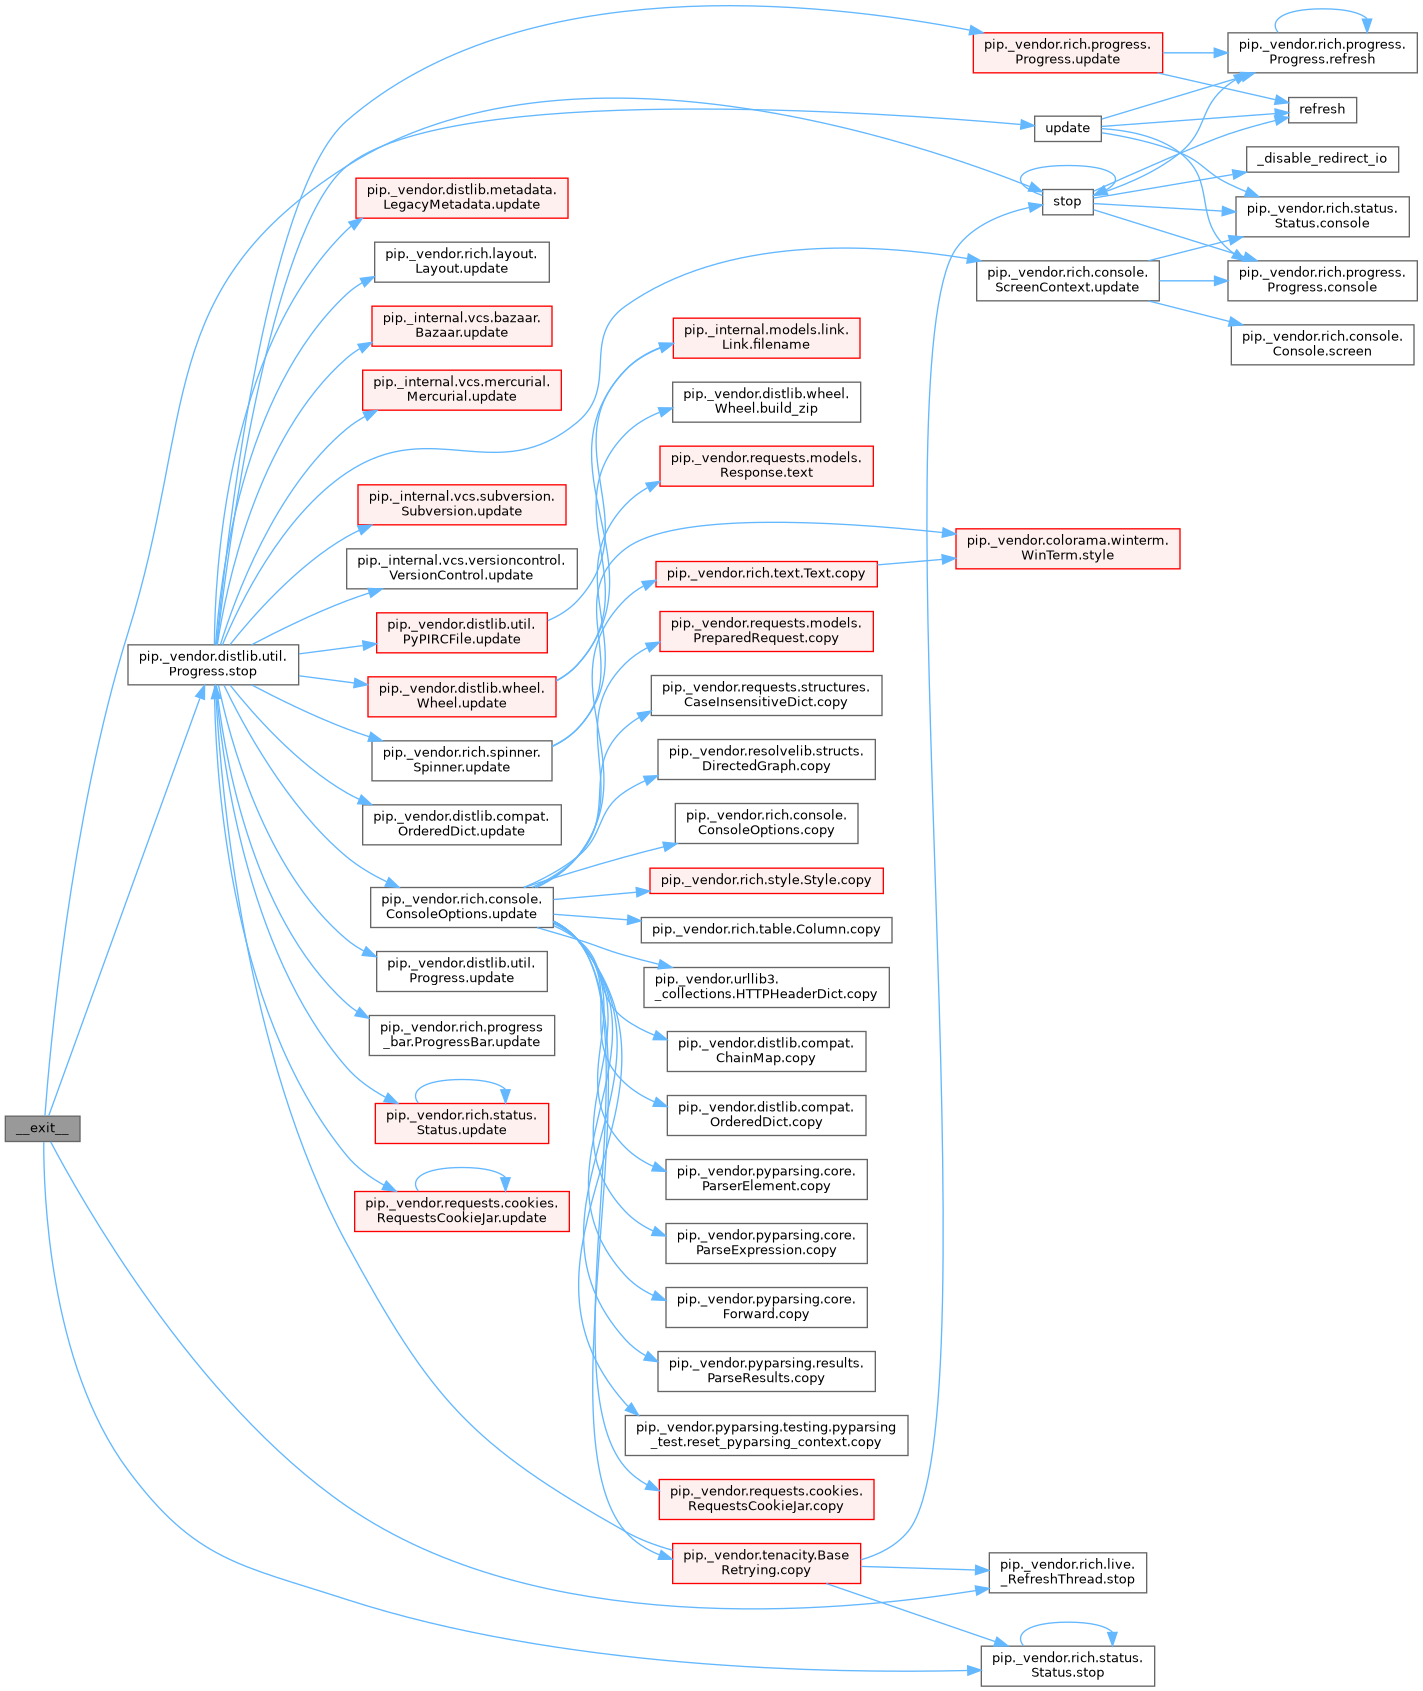 __exit__
pip._vendor.distlib.util.
Progress.stop
pip._vendor.distlib.metadata.
LegacyMetadata.update
pip._vendor.rich.layout.
Layout.update
pip._internal.vcs.bazaar.
Bazaar.update
pip._internal.vcs.mercurial.
Mercurial.update
pip._internal.vcs.subversion.
Subversion.update
pip._internal.vcs.versioncontrol.
VersionControl.update
pip._vendor.distlib.util.
PyPIRCFile.update
pip._vendor.distlib.wheel.
Wheel.update
pip._vendor.rich.spinner.
Spinner.update
pip._vendor.distlib.compat.
OrderedDict.update
pip._vendor.rich.console.
ConsoleOptions.update
pip._vendor.distlib.util.
Progress.update
pip._vendor.rich.progress
_bar.ProgressBar.update
pip._vendor.rich.status.
Status.update
pip._vendor.requests.cookies.
RequestsCookieJar.update
pip._internal.models.link.
Link.filename
pip._vendor.distlib.wheel.
Wheel.build_zip
pip._vendor.requests.models.
Response.text
pip._vendor.rich.text.Text.copy
pip._vendor.requests.models.
PreparedRequest.copy
pip._vendor.requests.structures.
CaseInsensitiveDict.copy
pip._vendor.resolvelib.structs.
DirectedGraph.copy
pip._vendor.rich.console.
ConsoleOptions.copy
pip._vendor.rich.style.Style.copy
pip._vendor.rich.table.Column.copy
pip._vendor.urllib3.
_collections.HTTPHeaderDict.copy
pip._vendor.distlib.compat.
ChainMap.copy
pip._vendor.distlib.compat.
OrderedDict.copy
pip._vendor.pyparsing.core.
ParserElement.copy
pip._vendor.pyparsing.core.
ParseExpression.copy
pip._vendor.pyparsing.core.
Forward.copy
pip._vendor.pyparsing.results.
ParseResults.copy
pip._vendor.pyparsing.testing.pyparsing
_test.reset_pyparsing_context.copy
pip._vendor.requests.cookies.
RequestsCookieJar.copy
pip._vendor.tenacity.Base
Retrying.copy
pip._vendor.rich.progress.
Progress.update
update
stop
pip._vendor.rich.console.
ScreenContext.update
pip._vendor.colorama.winterm.
WinTerm.style
pip._vendor.rich.live.
_RefreshThread.stop
pip._vendor.rich.status.
Status.stop
pip._vendor.rich.progress.
Progress.refresh
refresh
_disable_redirect_io
pip._vendor.rich.status.
Status.console
pip._vendor.rich.progress.
Progress.console
pip._vendor.rich.console.
Console.screen